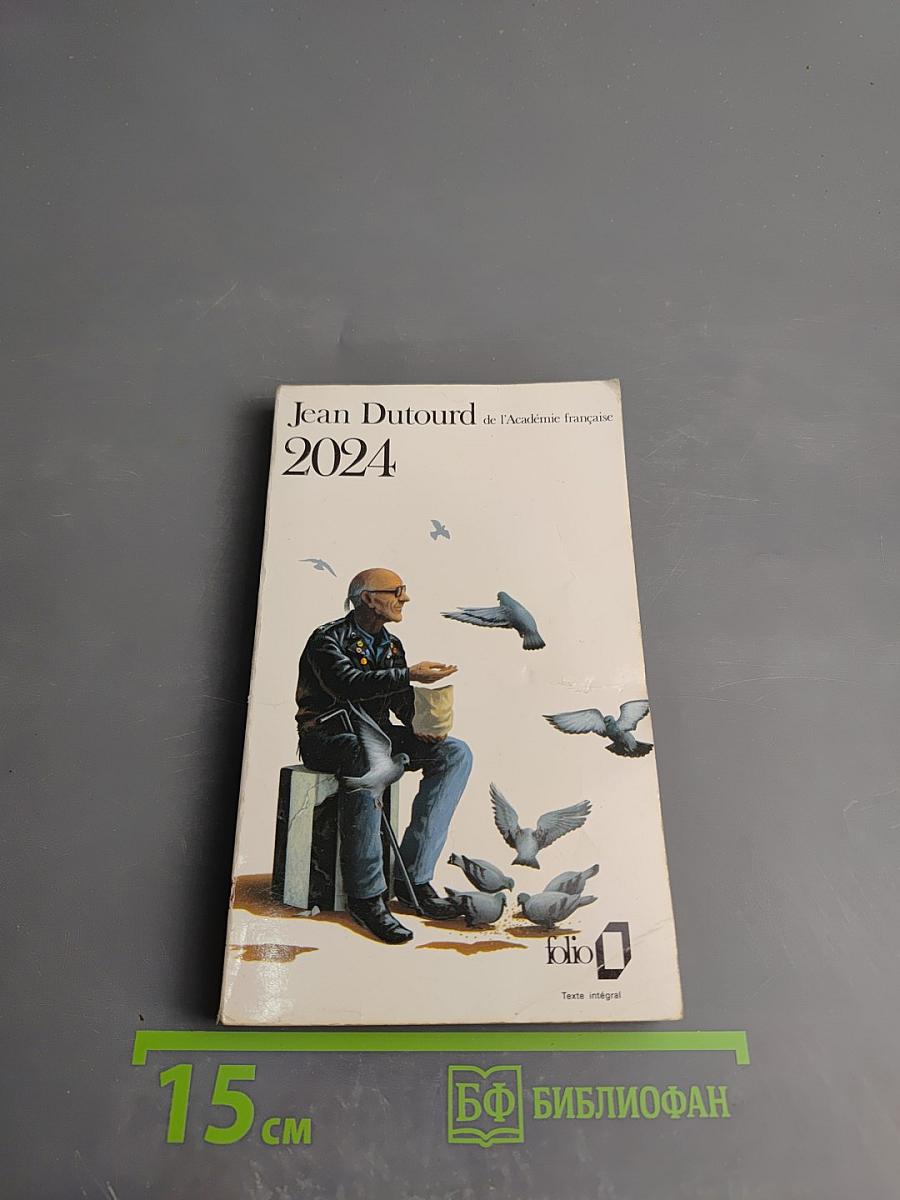 Jean Dutourd de l'Académie française
2024
folio
Texte intégral
15 см
БФ БИБЛИОФАН